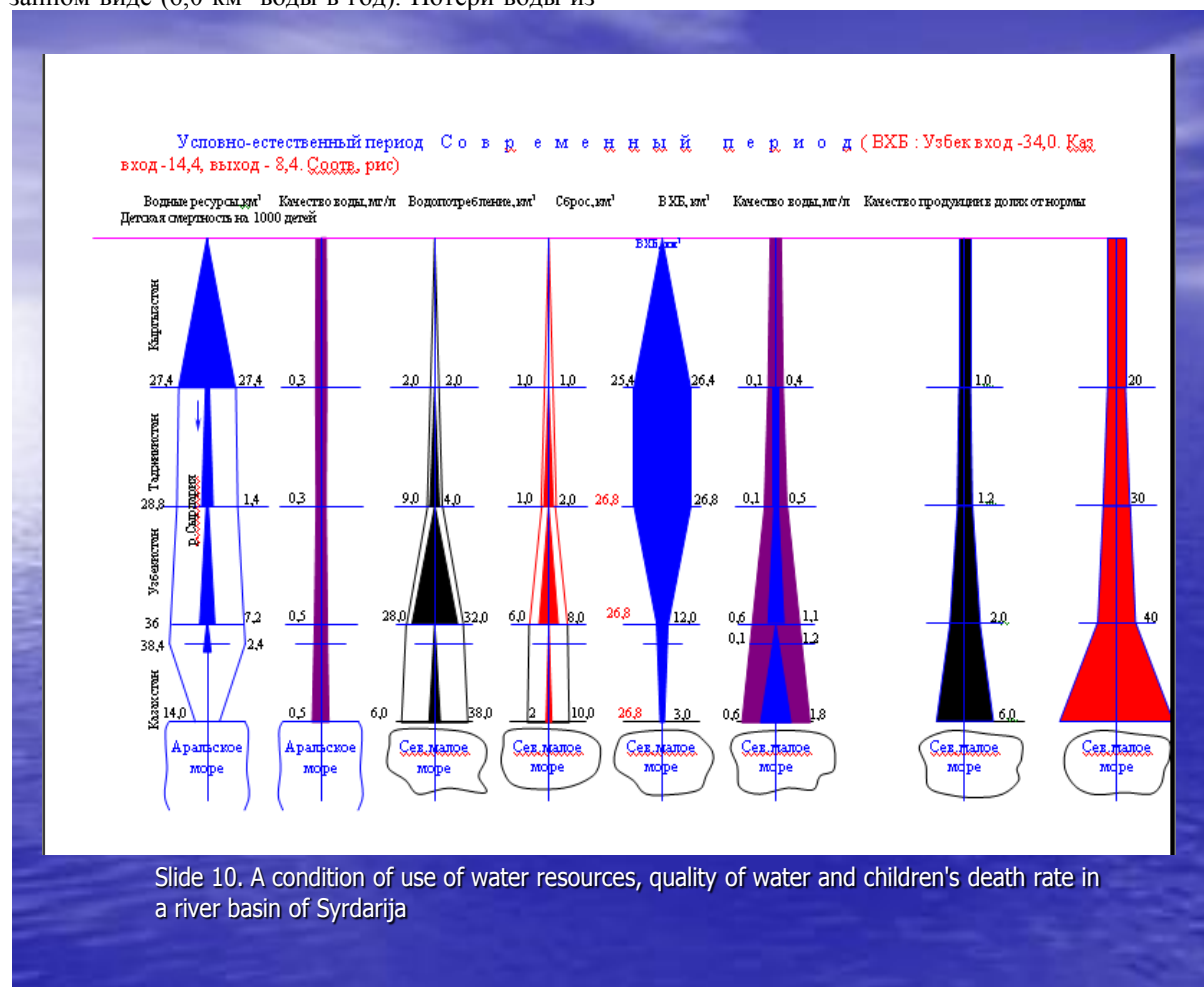 занном виде (6,0 км³ воды в год). Потери воды из
Условно-естественный период С о в р е м е н н ы й п е р и о д ( ВХБ : Узбек вход -34,0. Каз
вход -14,4, выход - 8,4. Соотв, рис)
Водные ресурсы,км³ Качество воды,мг/л Водопотребление,км³ Сброс,км³ ВХБ,км³ Качество воды,мг/л Качество продукции в долях от нормы
Детская смертность на 1000 детей
ВХБ,км³
Кыргызстан
27,4 27,4 0,3 2,0 2,0 1,0 1,0 25,4 26,4 0,1 0,4 1,0 20
Таджикистан
р.Сырдария
28,8 1,4 0,3 9,0 4,0 1,0 2,0 26,8 26,8 0,1 0,5 1,2 30
Узбекистан
36 7,2 0,5 28,0 32,0 6,0 8,0 26,8 12,0 0,6 1,1 2,0 40
38,4 2,4 0,1 1,2
Казахстан
14,0 0,5 6,0 38,0 2 10,0 26,8 3,0 0,6 1,8 6,0
Аральское Аральское Сев.малое Сев.малое Сев.малое Сев.малое Сев.малое Сев.малое
море море море море море море море море
Slide 10. A condition of use of water resources, quality of water and children's death rate in
a river basin of Syrdarija